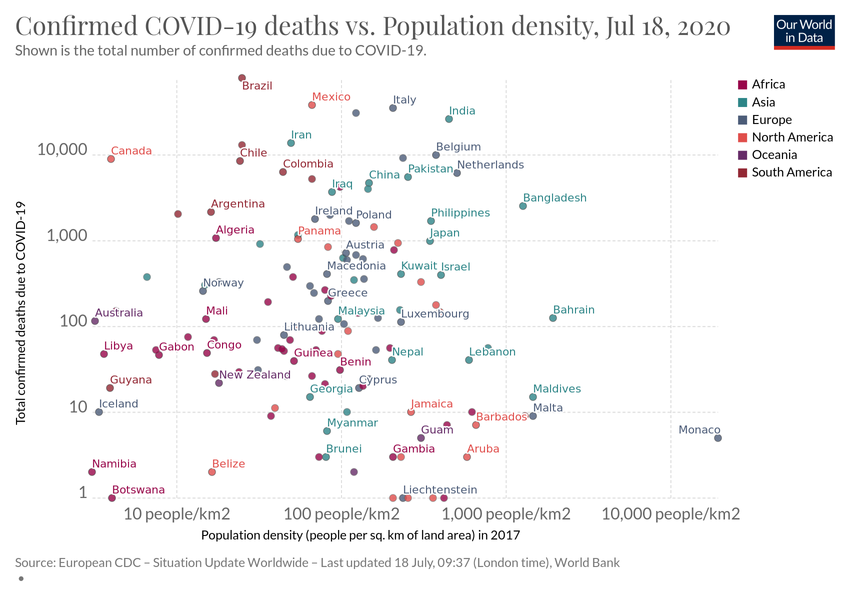 Confirmed COVID-19 deaths vs. Population density, Jul 18, 2020
Shown is the total number of confirmed deaths due to COVID-19.
Our World
in Data
Brazil
Mexico
Italy
India
Iran
Canada
10,000
Chile
Belgium
Colombia
Netherlands
Pakistan
China
Iraq
Argentina
Bangladesh
Ireland
Poland
Philippines
Algeria
1,000
Panama
Japan
Austria
Macedonia
Kuwait
Israel
Norway
Greece
Australia
Mali
Malaysia
Luxembourg
Bahrain
100
Lithuania
Libya
Gabon
Congo
Guinea
Nepal
Lebanon
Benin
New Zealand
Cyprus
Guyana
Georgia
Maldives
Iceland
10
Jamaica
Malta
Barbados
Myanmar
Guam
Monaco
Brunei
Gambia
Aruba
Namibia
Belize
Botswana
Liechtenstein
1
10 people/km2
100 people/km2
1,000 people/km2
10,000 people/km2
Total confirmed deaths due to COVID-19
Population density (people per sq. km of land area) in 2017
Africa
Asia
Europe
North America
Oceania
South America
Source: European CDC – Situation Update Worldwide – Last updated 18 July, 09:37 (London time), World Bank